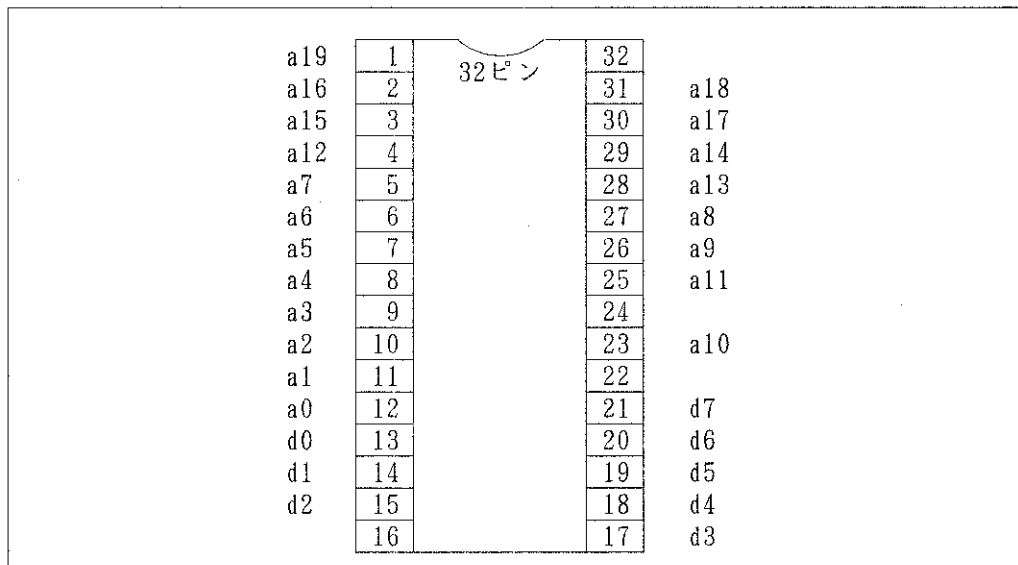 a19 1 32ピン 32
a16 2 31 a18
a15 3 30 a17
a12 4 29 a14
a7 5 28 a13
a6 6 27 a8
a5 7 26 a9
a4 8 25 a11
a3 9 24
a2 10 23 a10
a1 11 22
a0 12 21 d7
d0 13 20 d6
d1 14 19 d5
d2 15 18 d4
16 17 d3